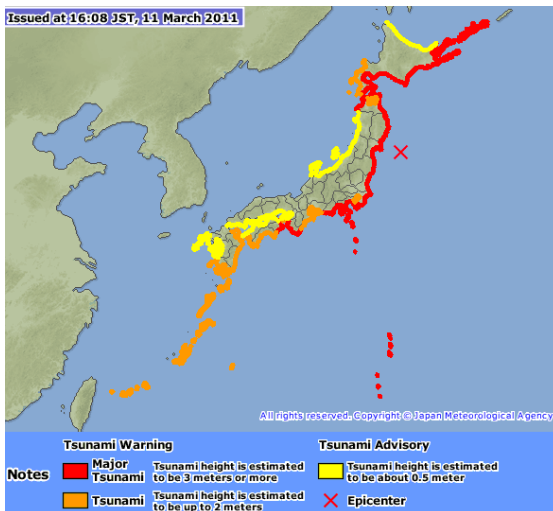 Issued at 16:08 JST, 11 March 2011
All rights reserved. Copyright © Japan Meteorological Agency
Notes
Tsunami Warning
Major Tsunami
Tsunami height is estimated to be 3 meters or more
Tsunami
Tsunami height is estimated to be up to 2 meters
Tsunami Advisory
Tsunami height is estimated to be about 0.5 meter
Epicenter